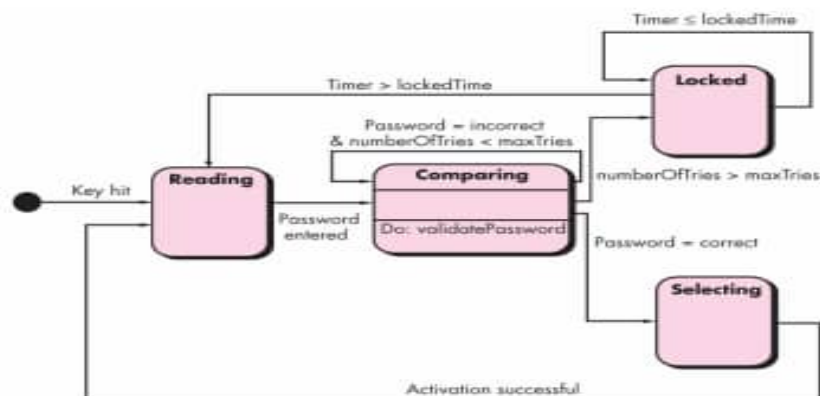 Timer ≤ lockedTime
Locked
Timer > lockedTime
Password = incorrect
& numberOfTries < maxTries
Reading
Comparing
numberOfTries > maxTries
Key hit
Password
entered
Do: validatePassword
Password = correct
Selecting
Activation successful